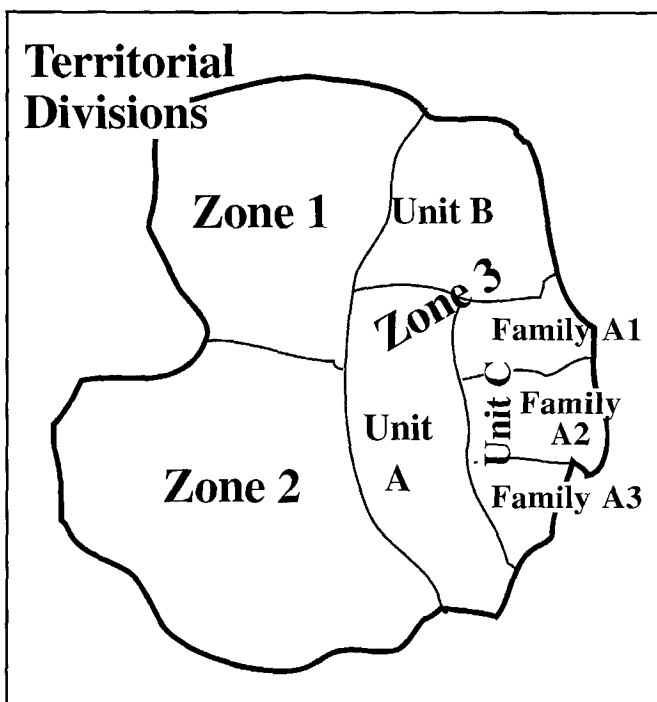 Territorial
Divisions
Zone 1
Unit B
Zone 3
Family A1
Unit C
Family
A2
Unit
A
Zone 2
Family A3